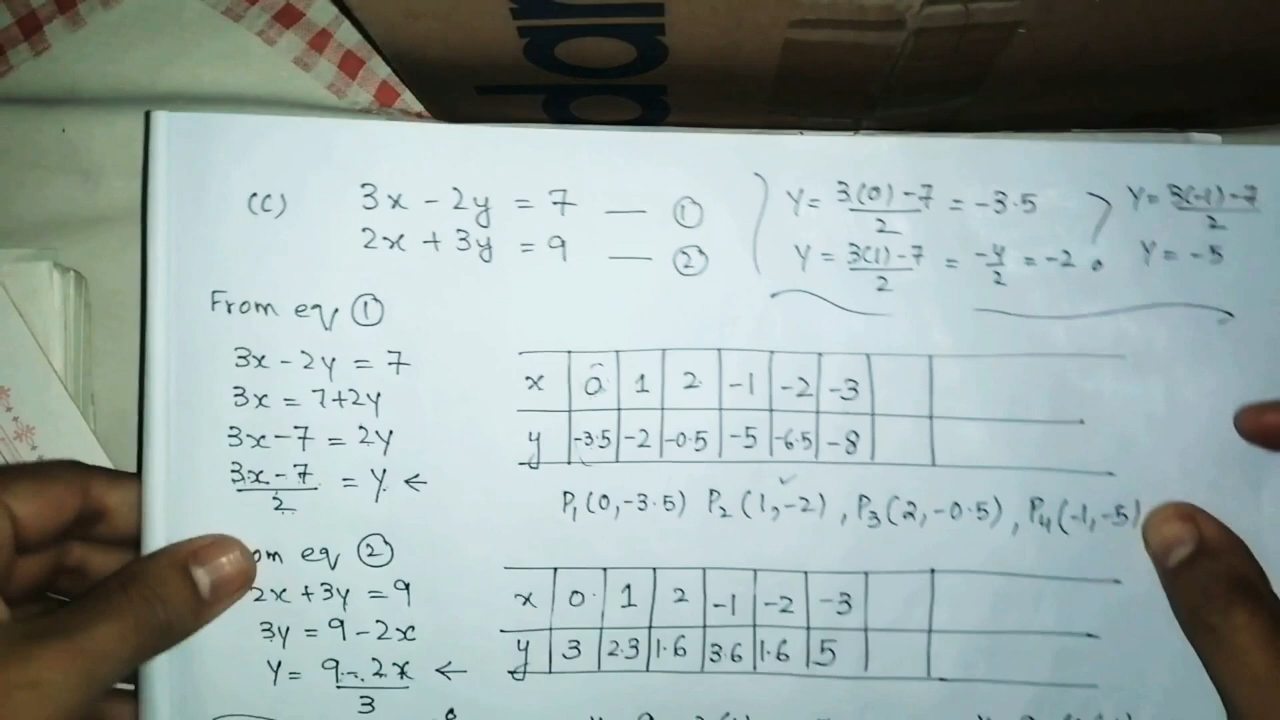 (C) 3x - 2y = 7 — ①
2x + 3y = 9 — ②
Y = 3(0) - 7 / 2 = -3.5
Y = 3(1) - 7 / 2 = -4 / 2 = -2
Y = 3(-1) - 7 / 2
Y = -5
From eq ①
3x - 2y = 7
3x = 7 + 2y
3x - 7 = 2y
3x - 7 / 2 = y ←
x 0 1 2 -1 -2 -3
y -3.5 -2 -0.5 -5 -6.5 -8
P1 (0, -3.5) P2 (1, -2), P3 (2, -0.5), P4 (-1, -5)
om eq ②
2x + 3y = 9
3y = 9 - 2x
Y = 9 - 2x / 3 ←
x 0 1 2 -1 -2 -3
y 3 2.3 1.6 3.6 1.6 5